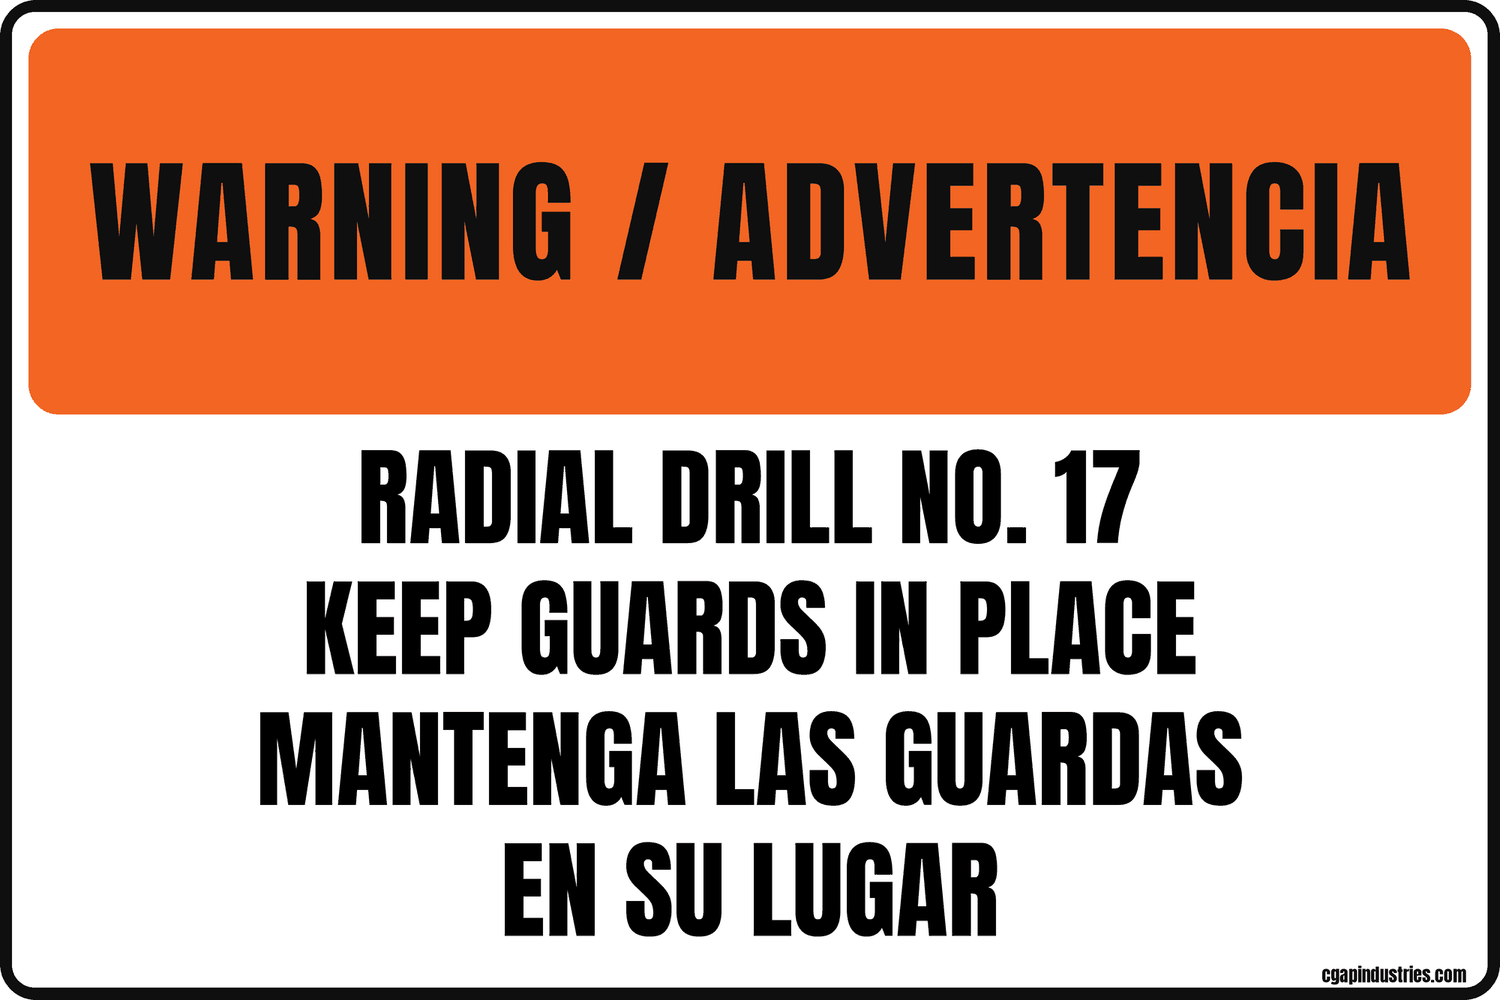 WARNING / ADVERTENCIA
RADIAL DRILL NO. 17
KEEP GUARDS IN PLACE
MANTENGA LAS GUARDAS
EN SU LUGAR
cgapindustries.com